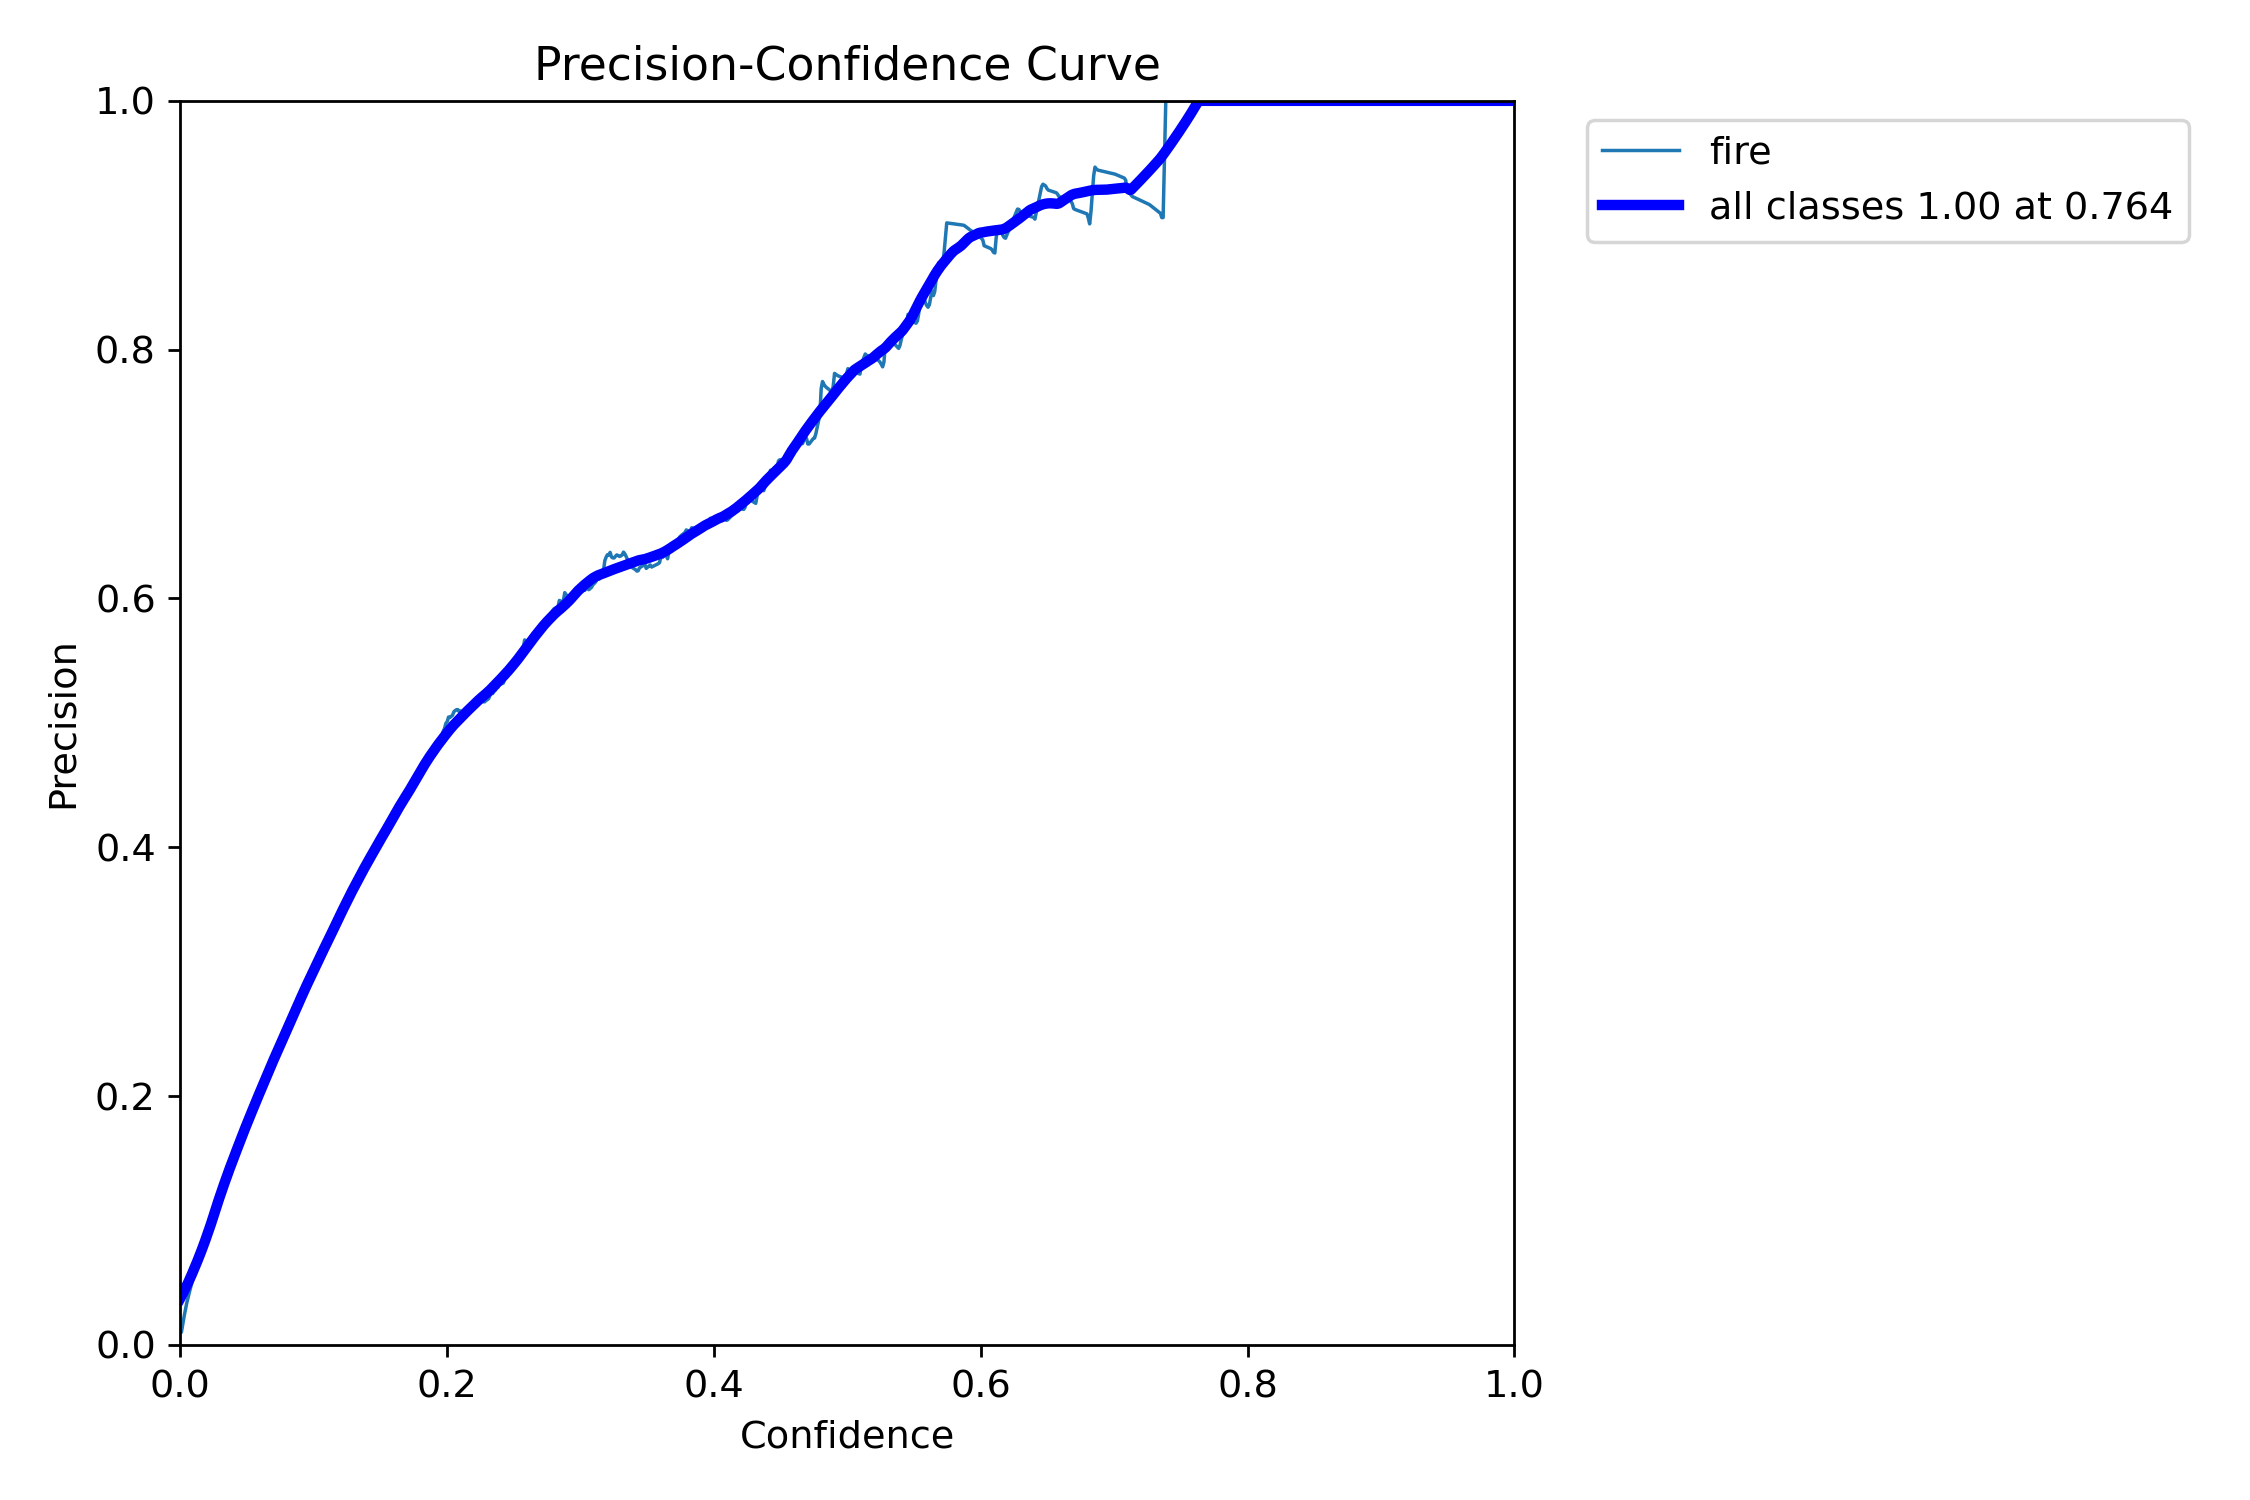 Precision-Confidence Curve
fire
all classes 1.00 at 0.764
1.0
0.8
0.6
0.4
0.2
0.0
Precision
0.0 0.2 0.4 0.6 0.8 1.0
Confidence